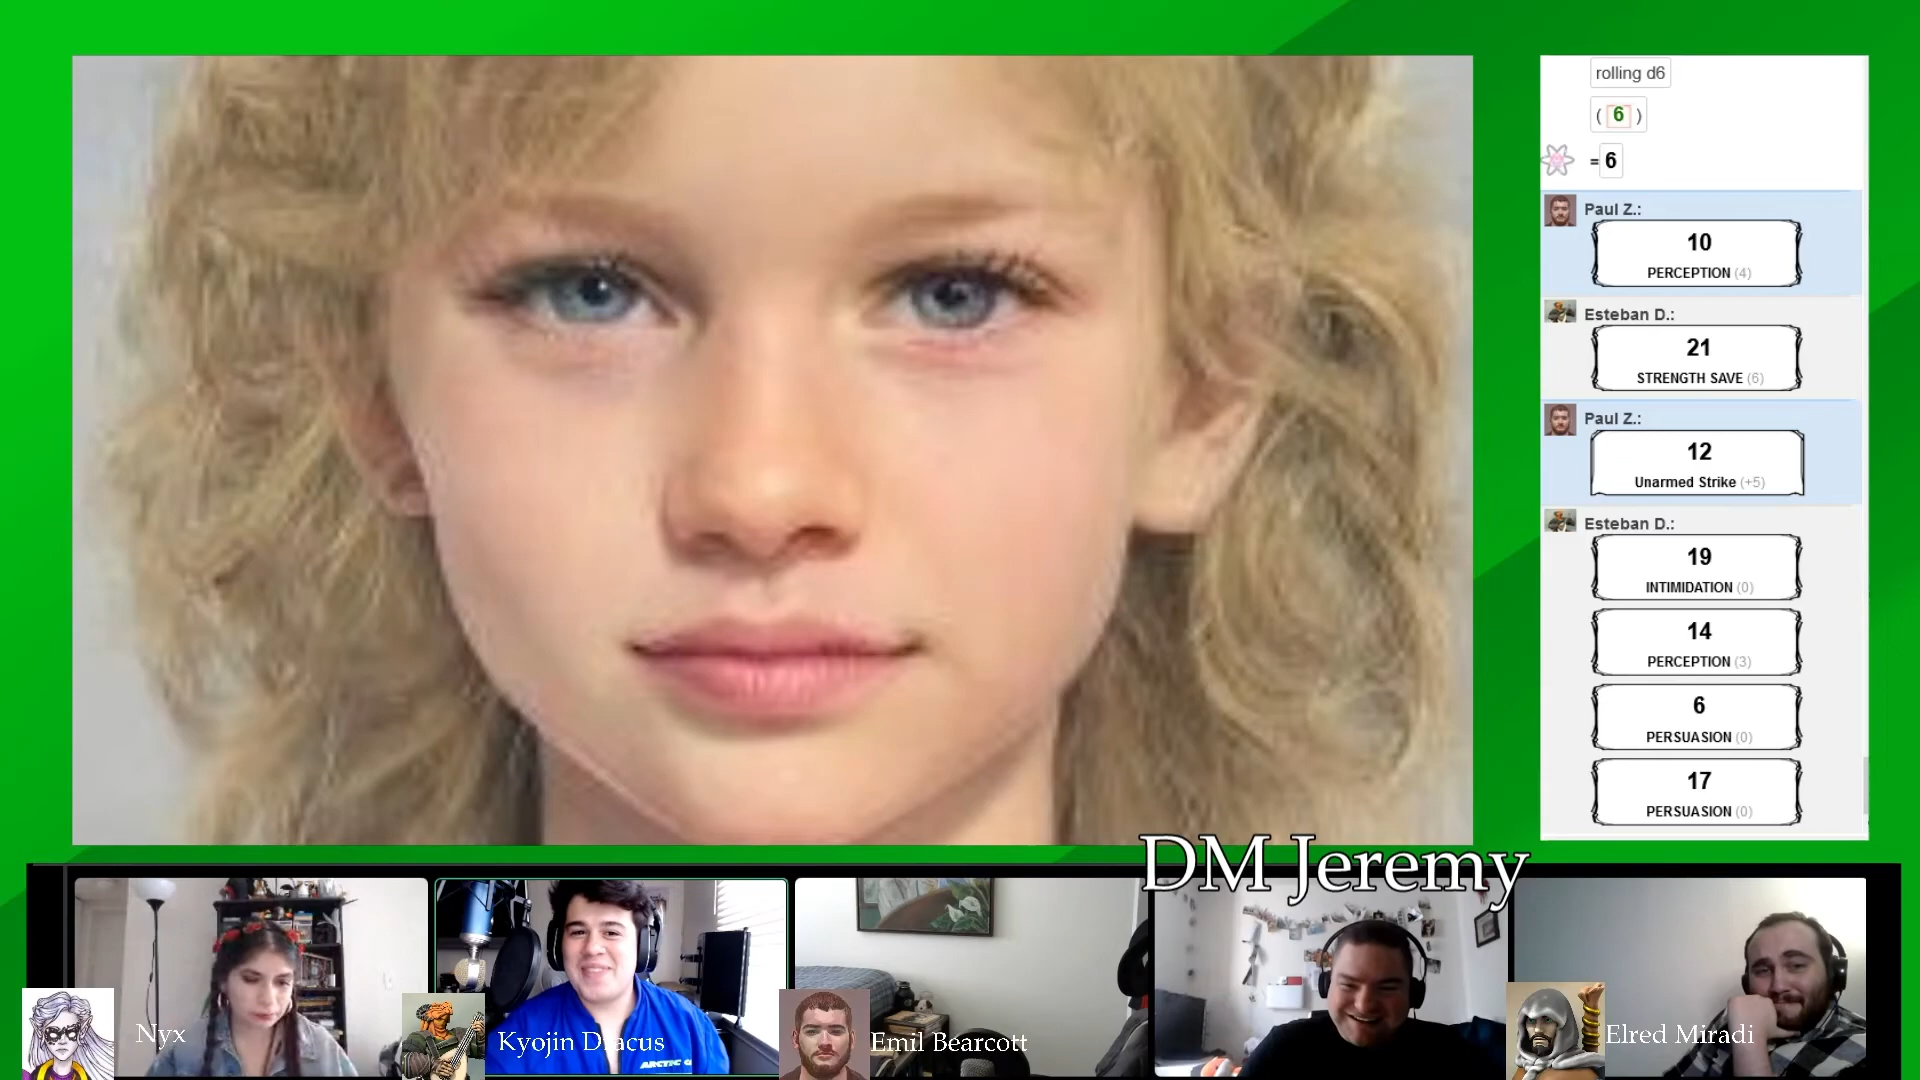 rolling d6
( 6 )
=6
Paul Z.:
10
PERCEPTION (4)
Esteban D.:
21
STRENGTH SAVE (6)
Paul Z.:
12
Unarmed Strike (+5)
Esteban D.:
19
INTIMIDATION (0)
14
PERCEPTION (3)
6
PERSUASION (0)
17
PERSUASION (0)
DM Jeremy
Nyx
Kyojin Dracus
Emil Bearcott
Elred Miradi
ARCTIC